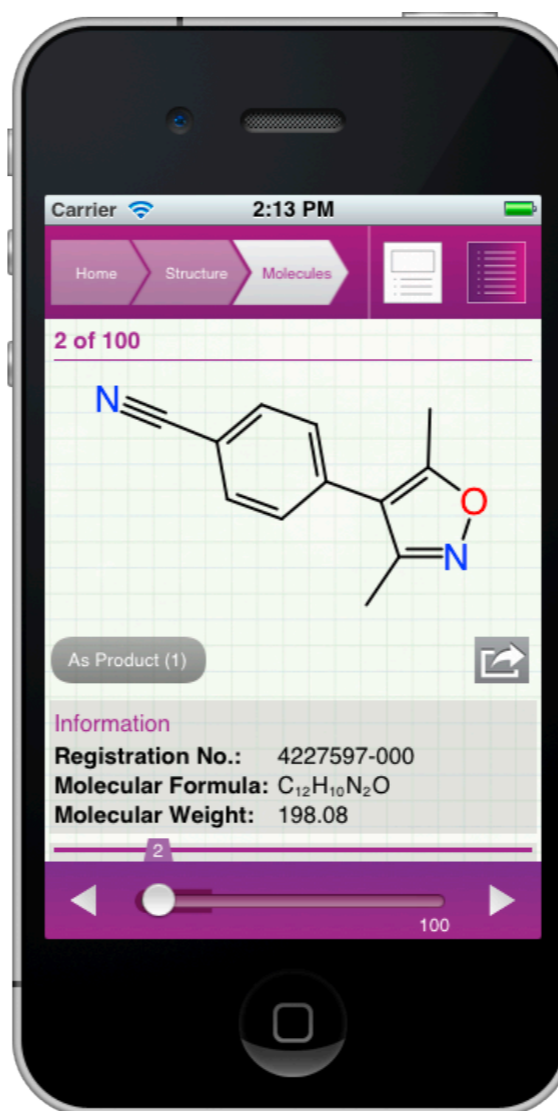 Carrier 2:13 PM
Home Structure Molecules
2 of 100
N
O
N
As Product (1)
Information
Registration No.: 4227597-000
Molecular Formula: C₁₂H₁₀N₂O
Molecular Weight: 198.08
2
100